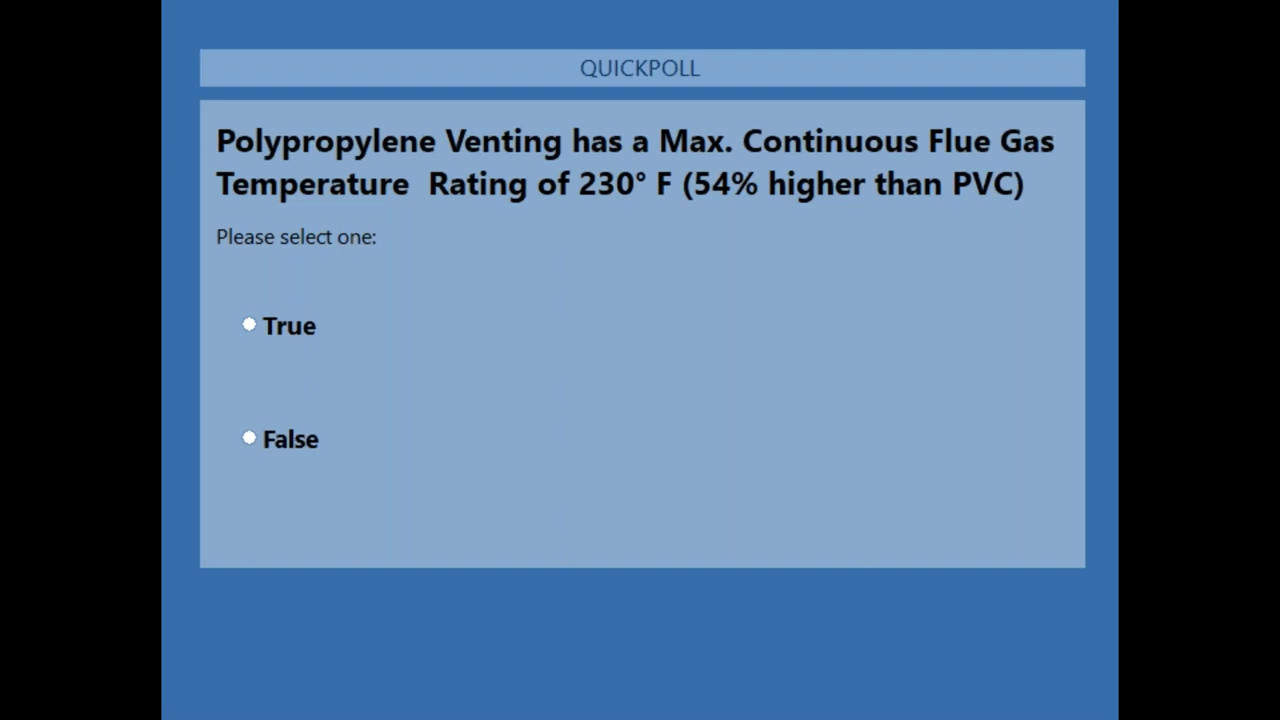 QUICKPOLL
Polypropylene Venting has a Max. Continuous Flue Gas
Temperature  Rating of 230° F (54% higher than PVC)
Please select one:
True
False